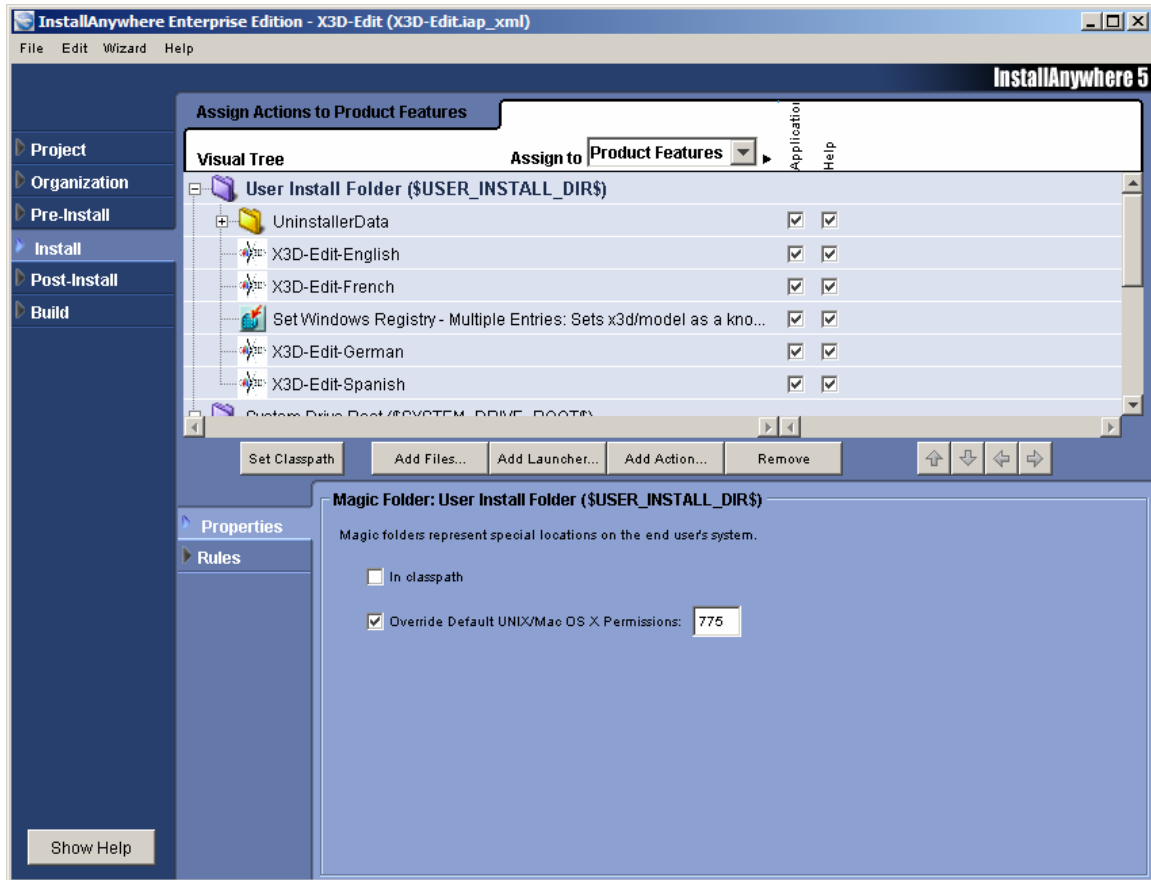 InstallAnywhere Enterprise Edition - X3D-Edit (X3D-Edit.iap_xml)
File Edit Wizard Help
InstallAnywhere 5
Assign Actions to Product Features
Visual Tree
Assign to Product Features
Application
Help
Project
Organization
Pre-Install
Install
Post-Install
Build
User Install Folder ($USER_INSTALL_DIR$)
UninstallerData
X3D-Edit-English
X3D-Edit-French
Set Windows Registry - Multiple Entries: Sets x3d/model as a kno...
X3D-Edit-German
X3D-Edit-Spanish
System Drive Root ($SYSTEM_DRIVE_ROOT$)
Set Classpath Add Files... Add Launcher... Add Action... Remove
Properties
Rules
Magic Folder: User Install Folder ($USER_INSTALL_DIR$)
Magic folders represent special locations on the end user's system.
In classpath
Override Default UNIX/Mac OS X Permissions: 775
Show Help